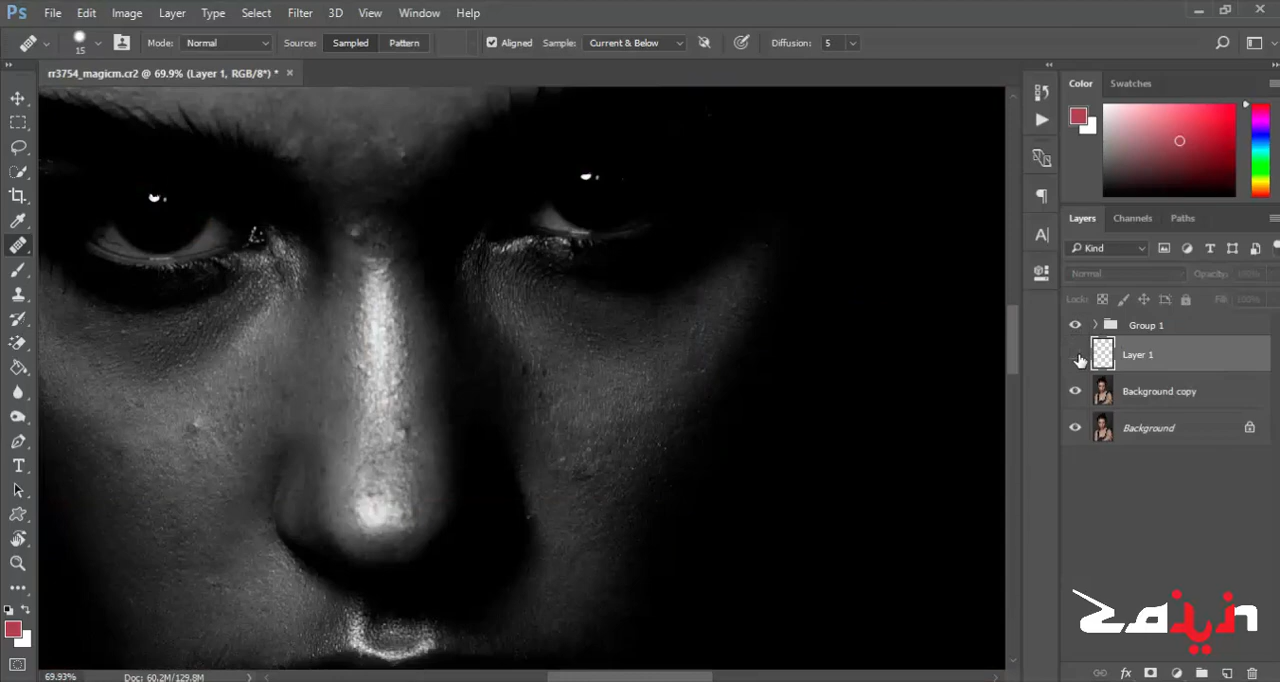 Ps File Edit Image Layer Type Select Filter 3D View Window Help
15 Mode: Normal Source: Sampled Pattern Aligned Sample: Current & Below Diffusion: 5
rr3754_magicm.cr2 @ 69.9% (Layer 1, RGB/8*) * ×
Color Swatches
Layers Channels Paths
Kind
Normal Opacity: 100%
Lock: Fill: 100%
Group 1
Layer 1
Background copy
Background
69.93% Doc: 60.2M/129.8M